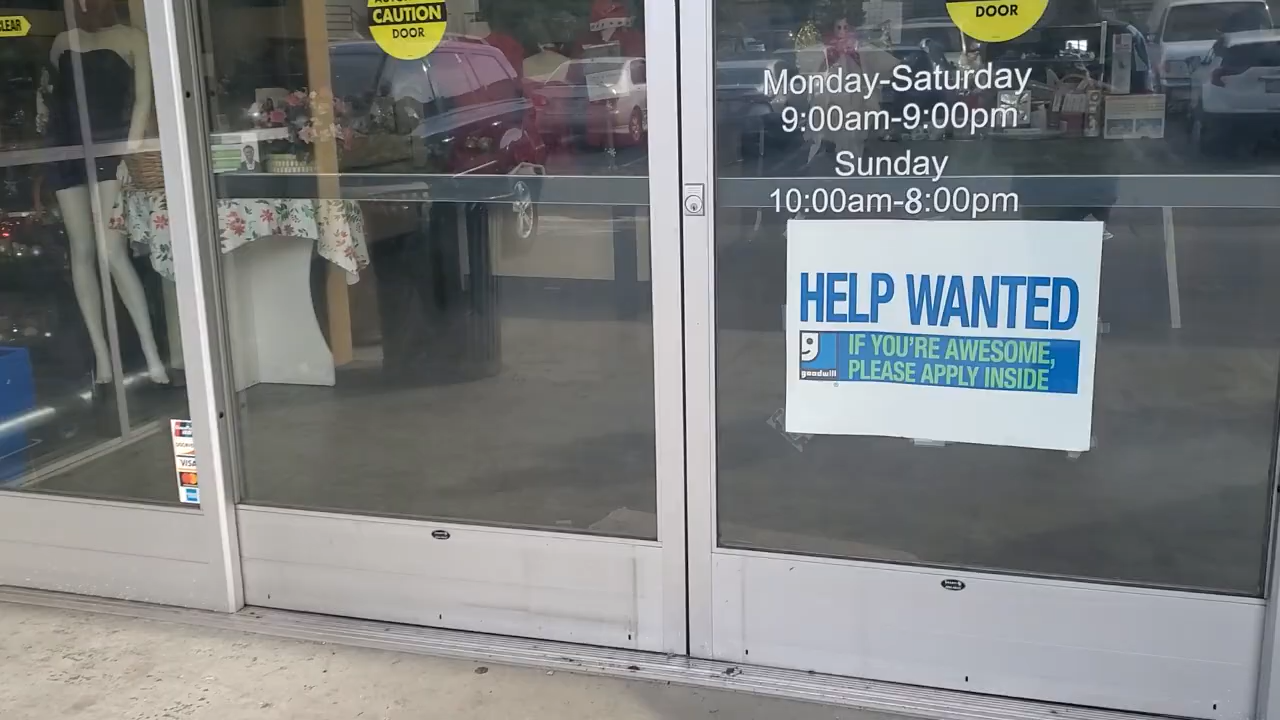 CLEAR
CAUTION
DOOR
DOOR
Monday-Saturday
9:00am-9:00pm
Sunday
10:00am-8:00pm
HELP WANTED
goodwill
IF YOU'RE AWESOME,
PLEASE APPLY INSIDE
VISA